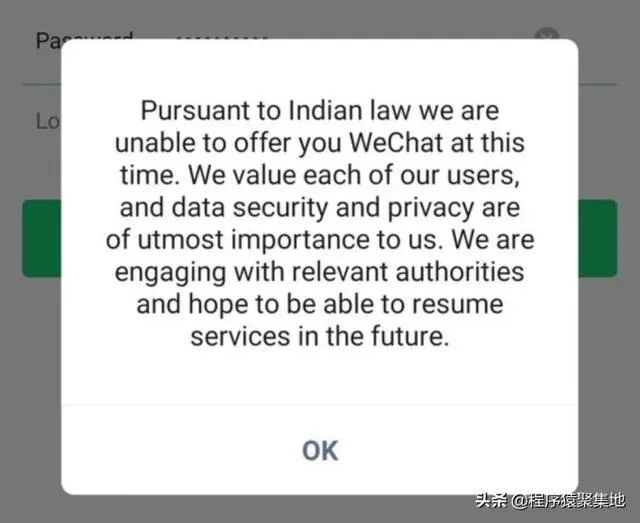 Password ··········
Pursuant to Indian law we are
unable to offer you WeChat at this
time. We value each of our users,
and data security and privacy are
of utmost importance to us. We are
engaging with relevant authorities
and hope to be able to resume
services in the future.
Lo
OK
头条 @程序猿聚集地